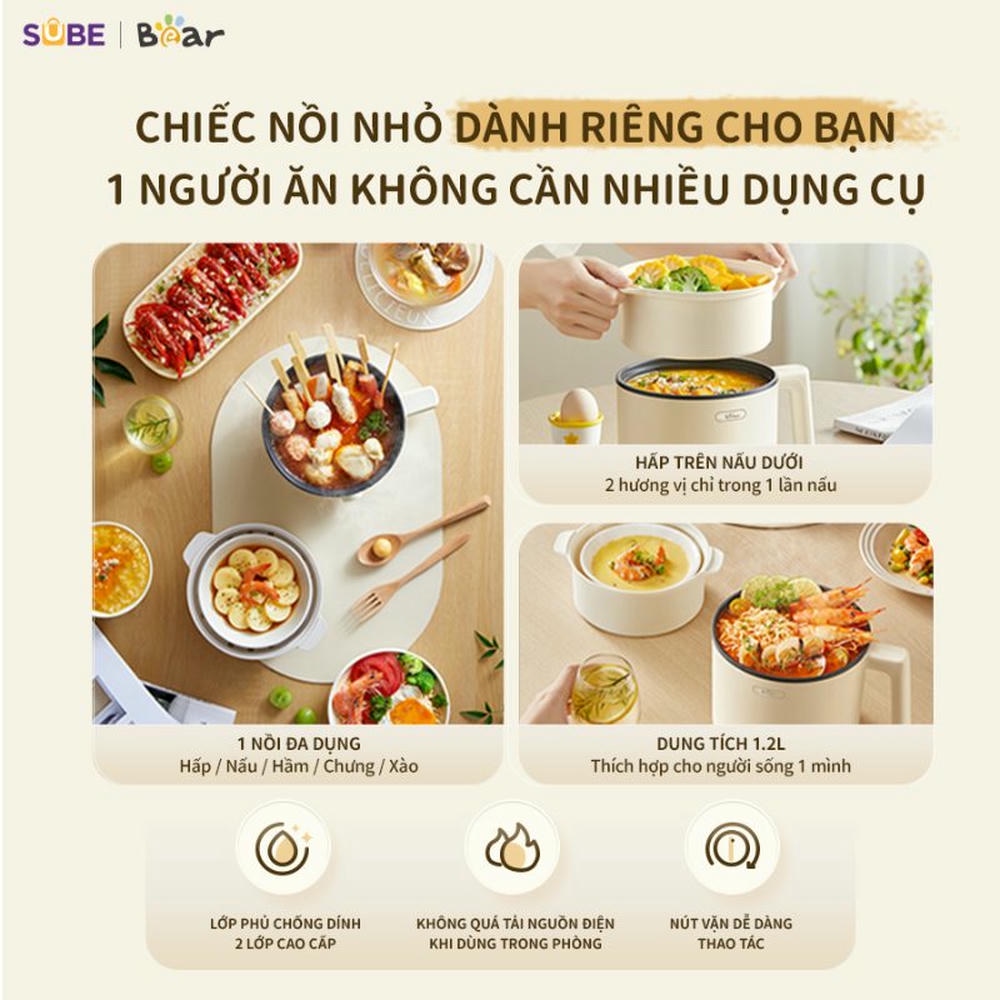 SUBE | Bear
CHIẾC NỒI NHỎ DÀNH RIÊNG CHO BẠN
1 NGƯỜI ĂN KHÔNG CẦN NHIỀU DỤNG CỤ
HẤP TRÊN NẤU DƯỚI
2 hương vị chỉ trong 1 lần nấu
1 NỒI ĐA DỤNG
Hấp / Nấu / Hầm / Chưng / Xào
DUNG TÍCH 1.2L
Thích hợp cho người sống 1 mình
LỚP PHỦ CHỐNG DÍNH
2 LỚP CAO CẤP
KHÔNG QUÁ TẢI NGUỒN ĐIỆN
KHI DÙNG TRONG PHÒNG
NÚT VẶN DỄ DÀNG
THAO TÁC